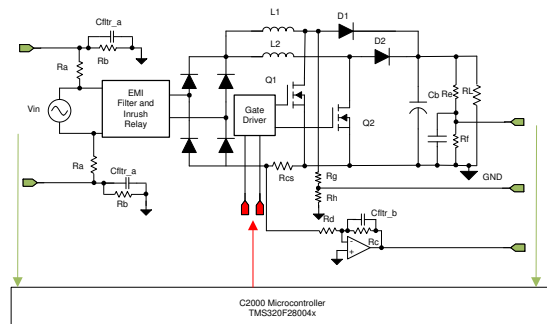 Cfltr_a
L1
D1
Rb
L2
D2
Ra
Q1
Vin
EMI
Filter and
Inrush
Relay
Gate
Driver
Q2
Cb
Re
RL
Rf
Ra
Rcs
Rg
GND
Cfltr_a
Rb
Rh
Cfltr_b
Rd
Rc
C2000 Microcontroller
TMS320F28004x